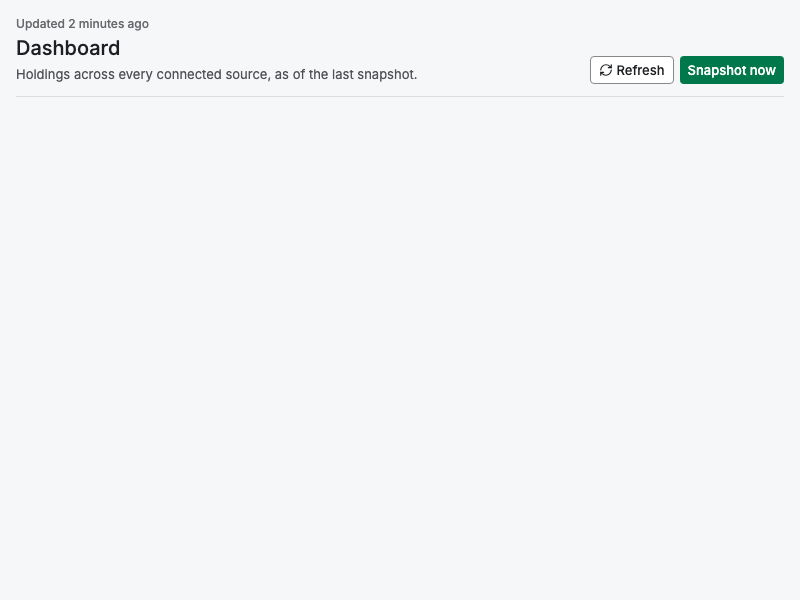 Updated 2 minutes ago
Dashboard
Holdings across every connected source, as of the last snapshot.
Refresh
Snapshot now